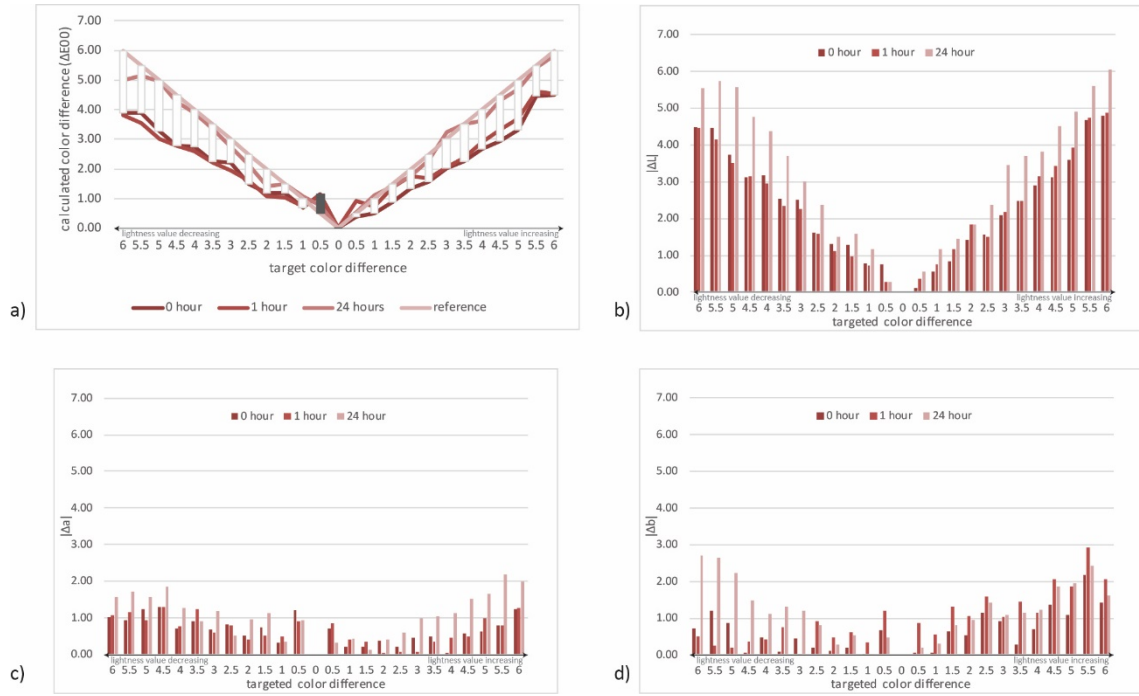 7.00
6.00
5.00
4.00
3.00
2.00
1.00
0.00
calculated color difference (ΔE00)
lightness value decreasing
lightness value increasing
6 5.5 5 4.5 4 3.5 3 2.5 2 1.5 1 0.5 0 0.5 1 1.5 2 2.5 3 3.5 4 4.5 5 5.5 6
target color difference
0 hour 1 hour 24 hours reference
a)
7.00
0 hour 1 hour 24 hour
6.00
5.00
4.00
3.00
2.00
1.00
0.00
|ΔL|
lightness value decreasing
lightness value increasing
6 5.5 5 4.5 4 3.5 3 2.5 2 1.5 1 0.5 0 0.5 1 1.5 2 2.5 3 3.5 4 4.5 5 5.5 6
targeted color difference
b)
7.00
0 hour 1 hour 24 hour
6.00
5.00
4.00
3.00
2.00
1.00
0.00
|Δa|
lightness value decreasing
lightness value increasing
6 5.5 5 4.5 4 3.5 3 2.5 2 1.5 1 0.5 0 0.5 1 1.5 2 2.5 3 3.5 4 4.5 5 5.5 6
targeted color difference
c)
7.00
0 hour 1 hour 24 hour
6.00
5.00
4.00
3.00
2.00
1.00
0.00
|Δb|
lightness value decreasing
lightness value increasing
6 5.5 5 4.5 4 3.5 3 2.5 2 1.5 1 0.5 0 0.5 1 1.5 2 2.5 3 3.5 4 4.5 5 5.5 6
targeted color difference
d)